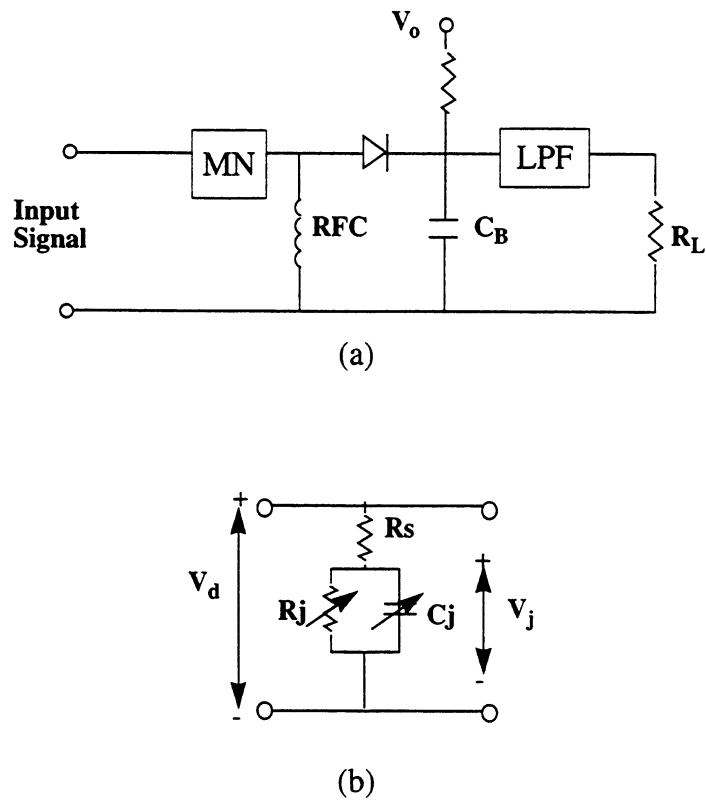 Vo
MN
LPF
Input
Signal
RFC
CB
RL
(a)
+
Rs
+
Vd
Rj
Cj
Vj
-
-
(b)